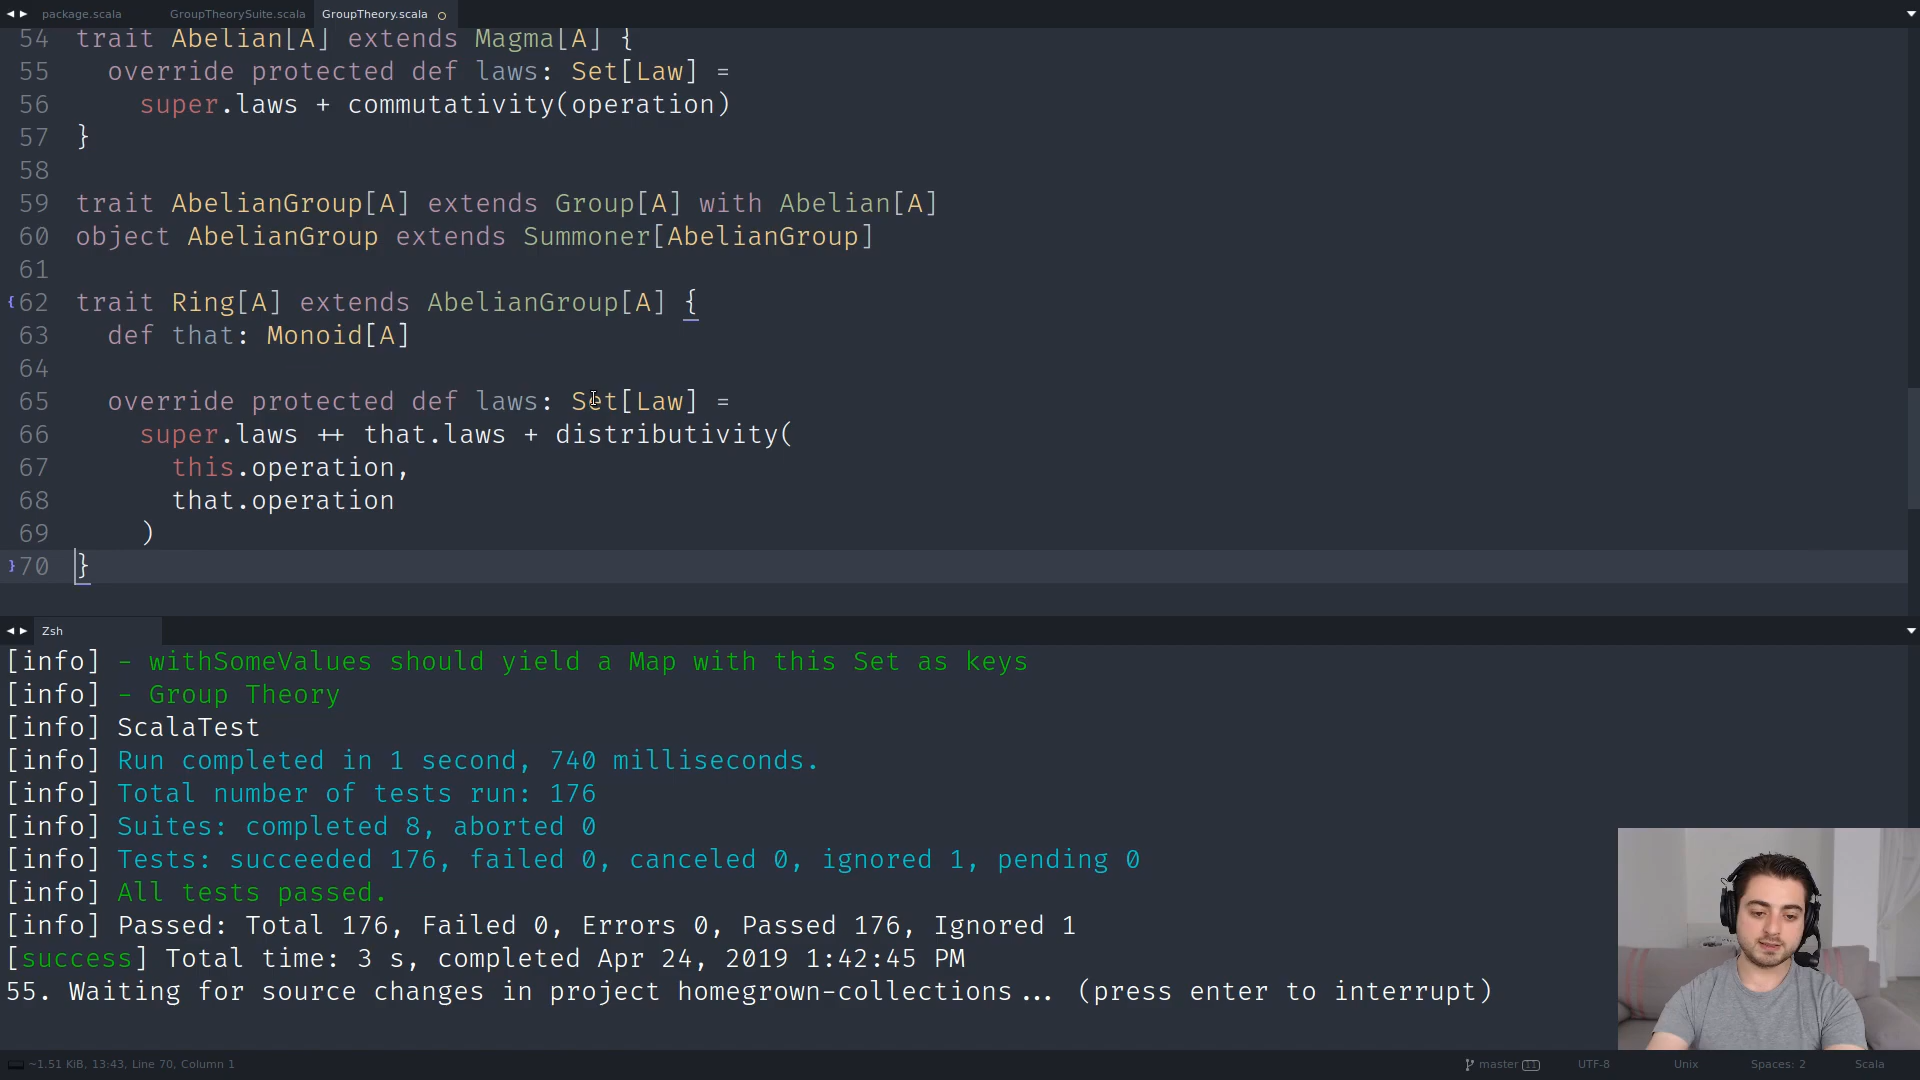 package.scala GroupTheorySuite.scala GroupTheory.scala
54 trait Abelian[A] extends Magma[A] {
55 override protected def laws: Set[Law] =
56 super.laws + commutativity(operation)
57 }
58
59 trait AbelianGroup[A] extends Group[A] with Abelian[A]
60 object AbelianGroup extends Summoner[AbelianGroup]
61
62 trait Ring[A] extends AbelianGroup[A] {
63 def that: Monoid[A]
64
65 override protected def laws: Set[Law] =
66 super.laws ++ that.laws + distributivity(
67 this.operation,
68 that.operation
69 )
70 }
Zsh
[info] - withSomeValues should yield a Map with this Set as keys
[info] - Group Theory
[info] ScalaTest
[info] Run completed in 1 second, 740 milliseconds.
[info] Total number of tests run: 176
[info] Suites: completed 8, aborted 0
[info] Tests: succeeded 176, failed 0, canceled 0, ignored 1, pending 0
[info] All tests passed.
[info] Passed: Total 176, Failed 0, Errors 0, Passed 176, Ignored 1
[success] Total time: 3 s, completed Apr 24, 2019 1:42:45 PM
55. Waiting for source changes in project homegrown-collections... (press enter to interrupt)
~1.51 KiB, 13:43, Line 70, Column 1 master 11 UTF-8 Unix Spaces: 2 Scala